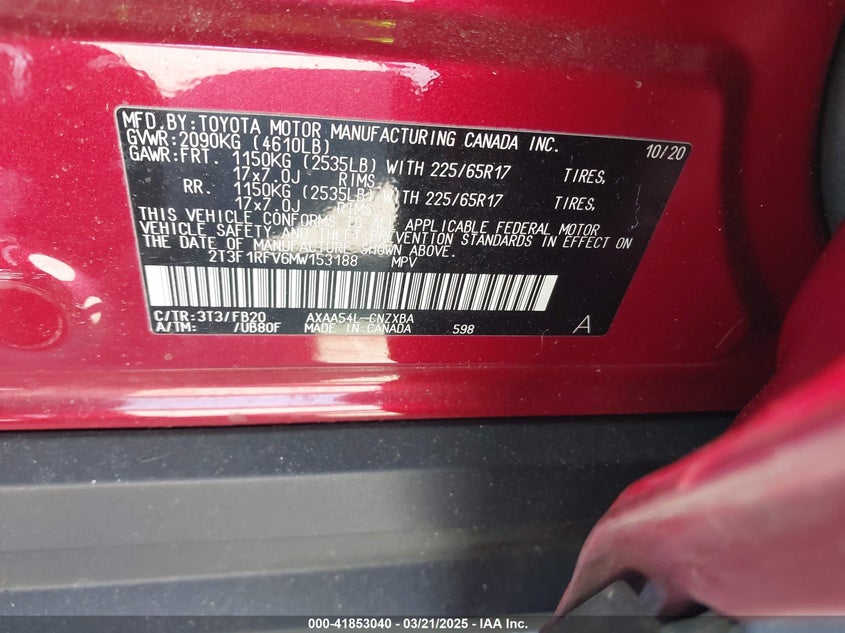 MFD.BY:TOYOTA MOTOR MANUFACTURING CANADA INC.
GVWR:2090KG (4610LB) 10/20
GAWR:FRT. 1150KG (2535LB) WITH 225/65R17 TIRES,
17x7.0J RIMS,
RR. 1150KG (2535LB) WITH 225/65R17 TIRES,
17x7.0J RIMS,
THIS VEHICLE CONFORMS TO ALL APPLICABLE FEDERAL MOTOR
VEHICLE SAFETY AND THEFT PREVENTION STANDARDS IN EFFECT ON
THE DATE OF MANUFACTURE SHOWN ABOVE.
2T3F1RFV6MW153188 MPV
C/TR:3T3/FB20 AXAA54L-CNZXBA
A/TM: /UB80F MADE IN CANADA 598 A
000-41853040 - 03/21/2025 - IAA Inc.